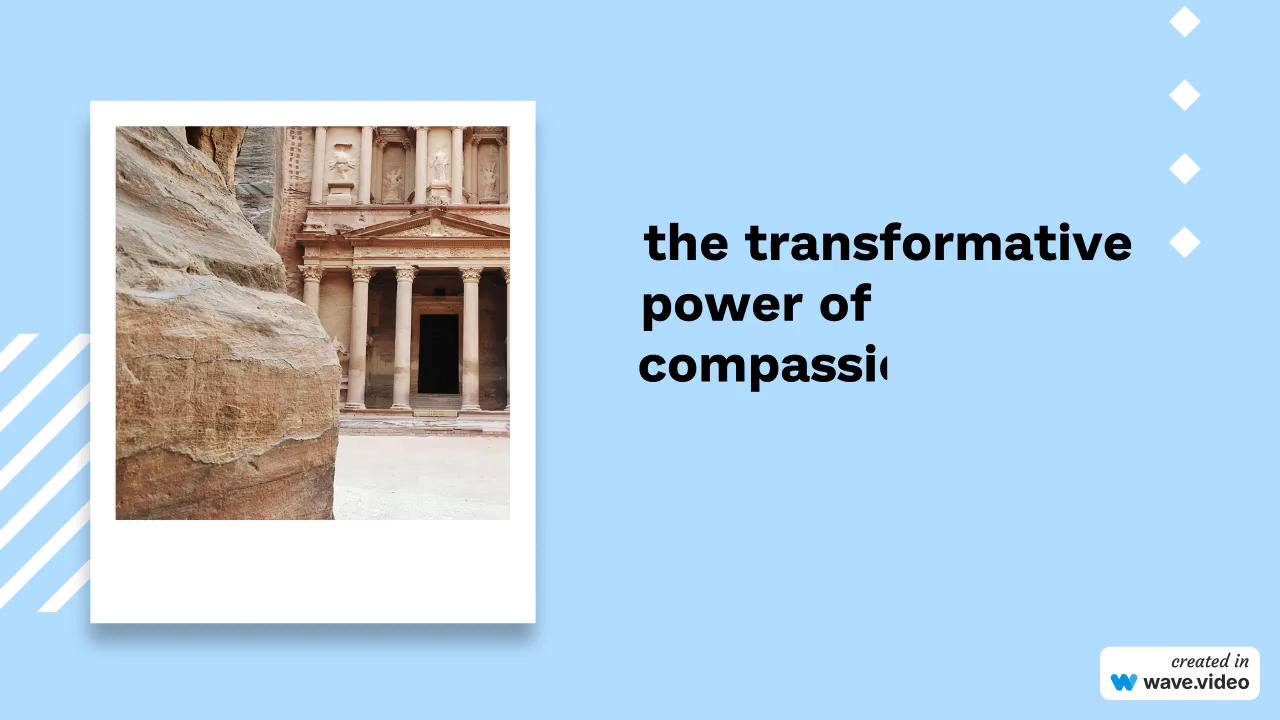 the transformative
power of
created in
wave.video